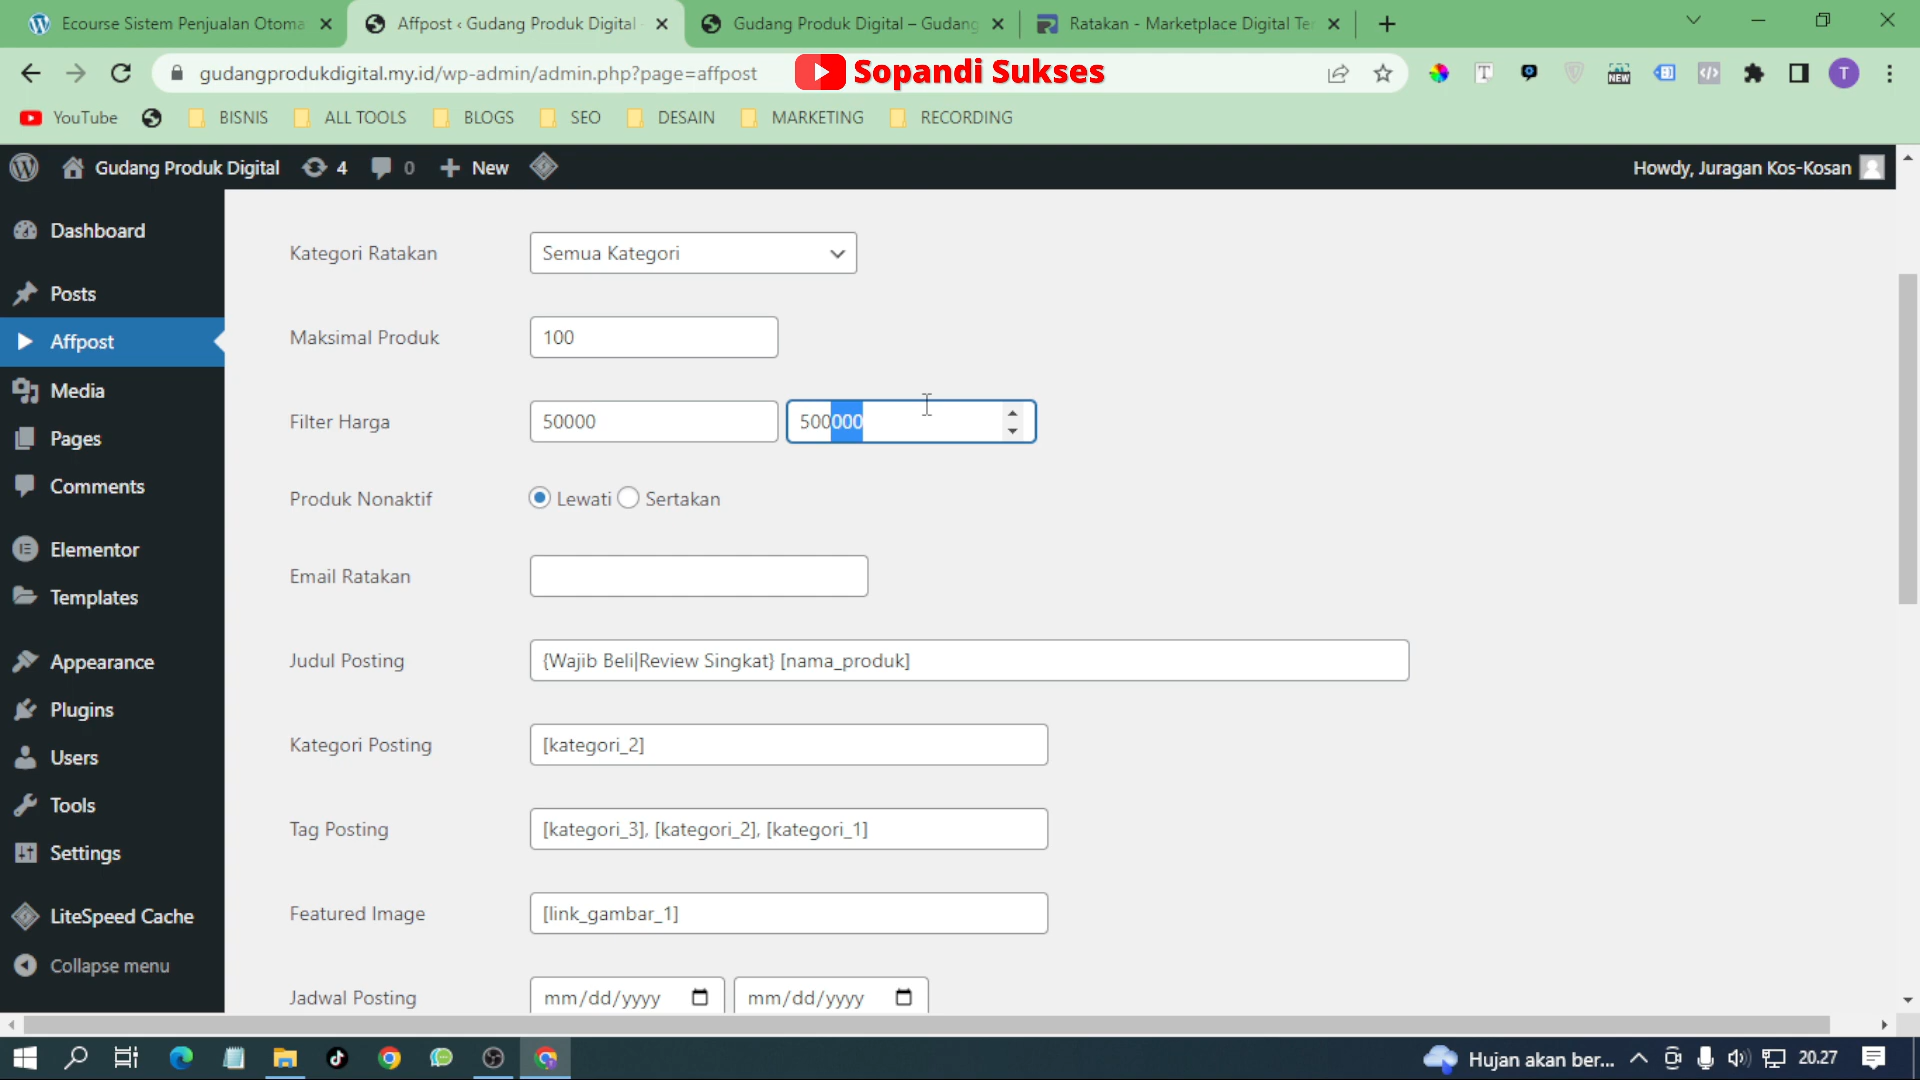 Ecourse Sistem Penjualan Otoma
Affpost ‹ Gudang Produk Digital
Gudang Produk Digital – Gudang
Ratakan - Marketplace Digital Te
gudangprodukdigital.my.id/wp-admin/admin.php?page=affpost
Sopandi Sukses
NEW
T
YouTube
BISNIS
ALL TOOLS
BLOGS
SEO
DESAIN
MARKETING
RECORDING
Gudang Produk Digital
4
0
New
Howdy, Juragan Kos-Kosan
Dashboard
Posts
Affpost
Media
Pages
Comments
Elementor
Templates
Appearance
Plugins
Users
Tools
Settings
LiteSpeed Cache
Collapse menu
Kategori Ratakan
Semua Kategori
Maksimal Produk
100
Filter Harga
50000
500000
Produk Nonaktif
Lewati
Sertakan
Email Ratakan
Judul Posting
{Wajib Beli|Review Singkat} [nama_produk]
Kategori Posting
[kategori_2]
Tag Posting
[kategori_3], [kategori_2], [kategori_1]
Featured Image
[link_gambar_1]
Jadwal Posting
mm/dd/yyyy
mm/dd/yyyy
Hujan akan ber...
20.27